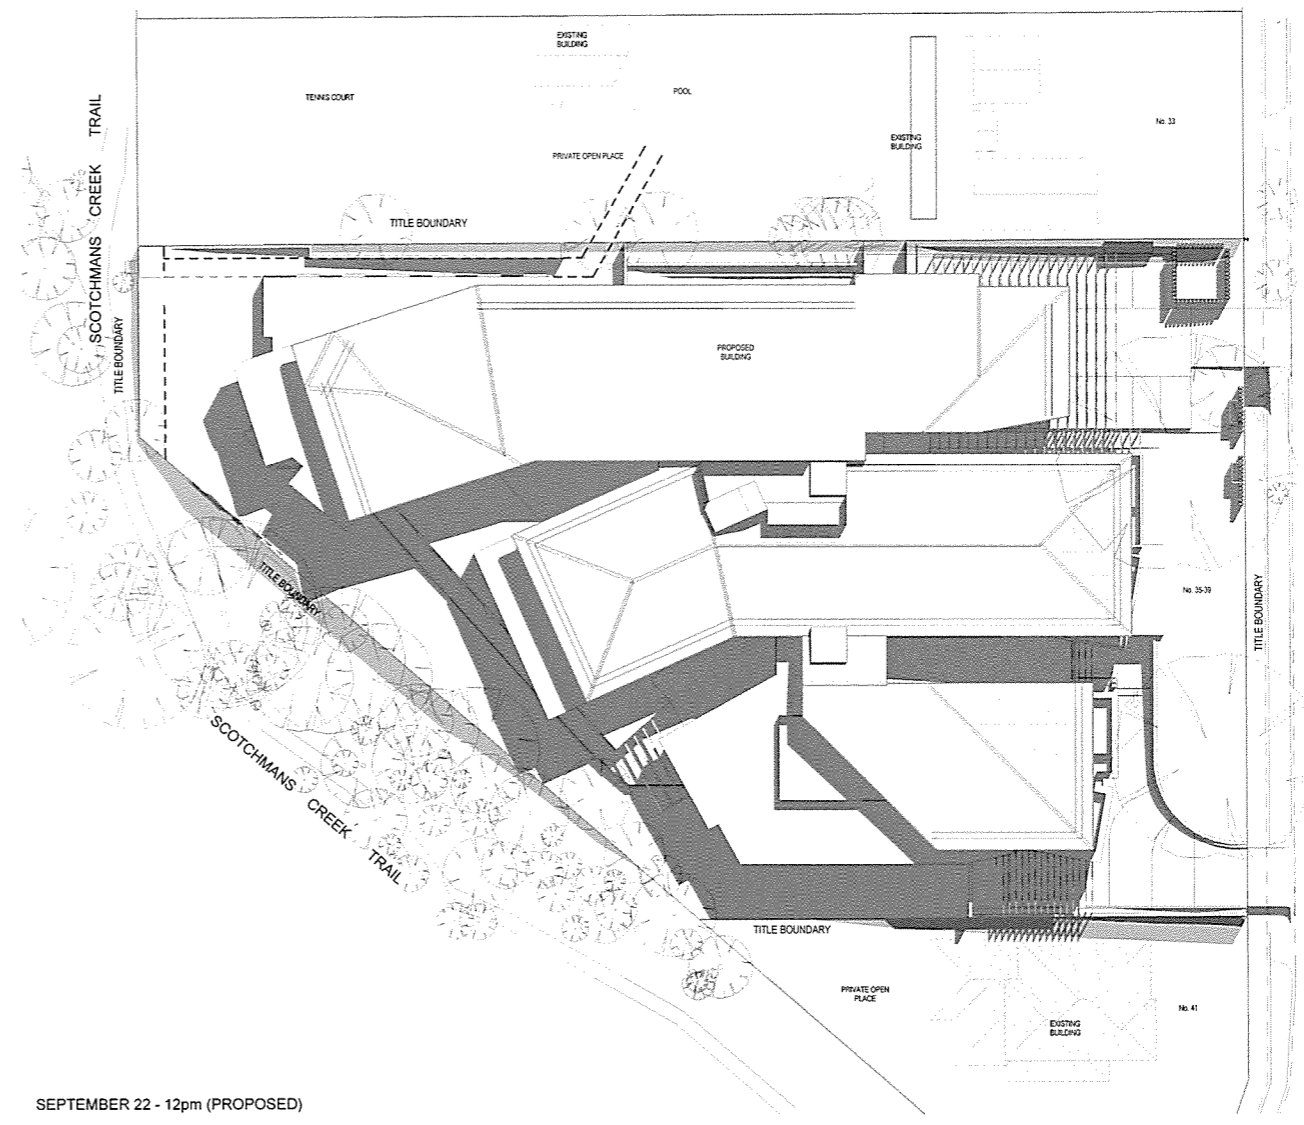 EXISTING
BUILDING
TENNIS COURT
POOL
No. 33
EXISTING
BUILDING
PRIVATE OPEN PLACE
TITLE BOUNDARY
SCOTCHMANS CREEK TRAIL
TITLE BOUNDARY
PROPOSED
BUILDING
TITLE BOUNDARY
No. 35-39
TITLE BOUNDARY
SCOTCHMANS CREEK TRAIL
TITLE BOUNDARY
PRIVATE OPEN
PLACE
No. 41
EXISTING
BUILDING
SEPTEMBER 22 - 12pm (PROPOSED)